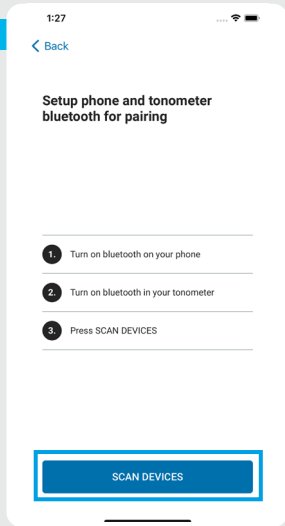 1:27
Back
Setup phone and tonometer
bluetooth for pairing
1. Turn on bluetooth on your phone
2. Turn on bluetooth in your tonometer
3. Press SCAN DEVICES
SCAN DEVICES